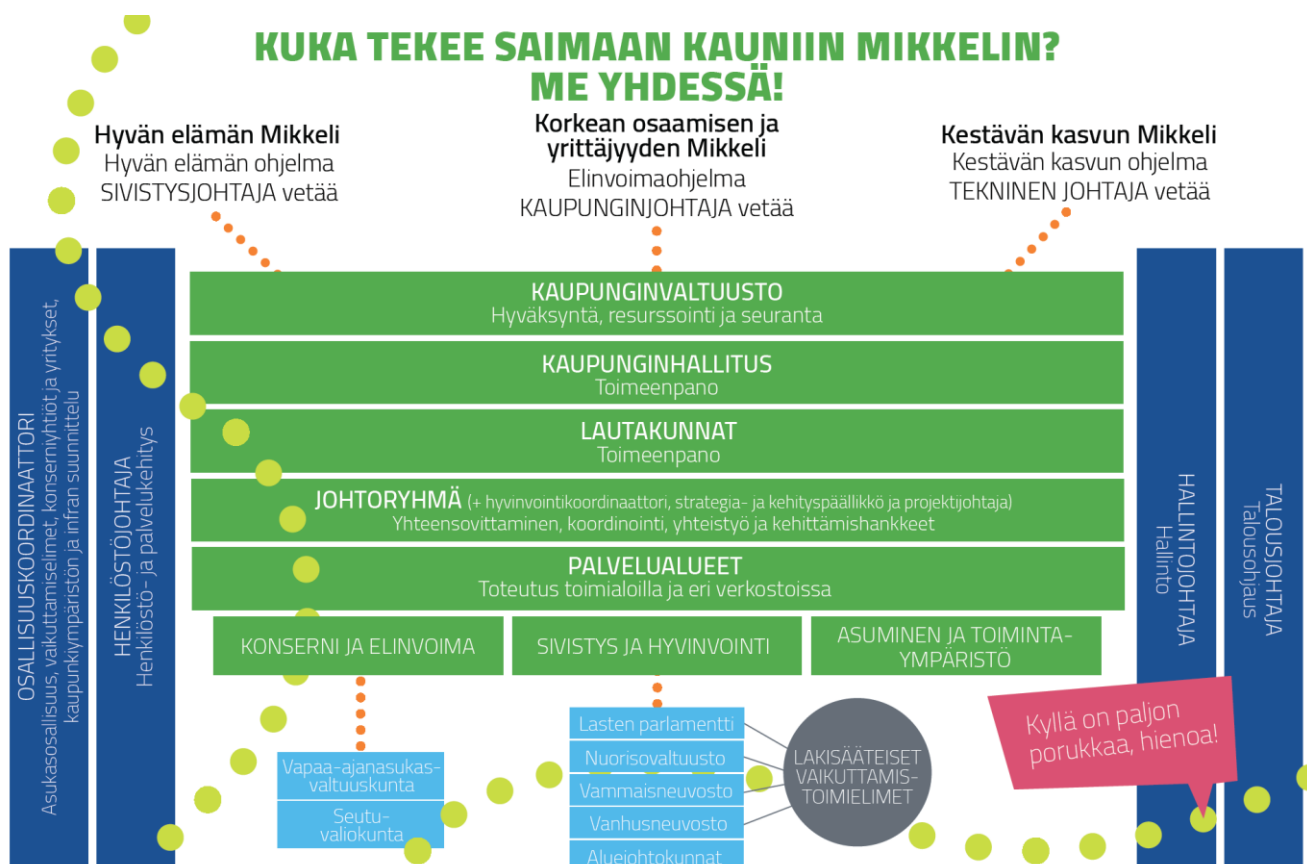 KUKA TEKEE SAIMAAN KAUNIIN MIKKELIN?
ME YHDESSÄ!
Hyvän elämän Mikkeli
Hyvän elämän ohjelma
SIVISTYSJOHTAJA vetää
Korkean osaamisen ja
yrittäjyyden Mikkeli
Elinvoimaohjelma
KAUPUNGINJOHTAJA vetää
Kestävän kasvun Mikkeli
Kestävän kasvun ohjelma
TEKNINEN JOHTAJA vetää
OSALLISUUSKOORDINAATTORI
Asukasosallisuus, vaikuttamiselimet, konserniyhtiöt ja yritykset,
kaupunkiympäristön ja infran suunnittelu
HENKILÖSTÖJOHTAJA
Henkilöstö- ja palvelukehitys
KAUPUNGINVALTUUSTO
Hyväksyntä, resurssointi ja seuranta
KAUPUNGINHALLITUS
Toimeenpano
LAUTAKUNNAT
Toimeenpano
JOHTORYHMÄ (+ hyvinvointikoordinaattori, strategia- ja kehityspäällikkö ja projektijohtaja)
Yhteensovittaminen, koordinointi, yhteistyö ja kehittämishankkeet
PALVELUALUEET
Toteutus toimialoilla ja eri verkostoissa
KONSERNI JA ELINVOIMA
SIVISTYS JA HYVINVOINTI
ASUMINEN JA TOIMINTA-
YMPÄRISTÖ
Vapaa-ajanasukas-
valtuuskunta
Seutu-
valiokunta
Lasten parlamentti
Nuorisovaltuusto
Vammaisneuvosto
Vanhusneuvosto
Aluejohtokunnat
LAKISÄÄTEISET
VAIKUTTAMIS-
TOIMIELIMET
HALLINTOJOHTAJA
Hallinto
TALOUSJOHTAJA
Talousohjaus
Kyllä on paljon
porukkaa, hienoa!